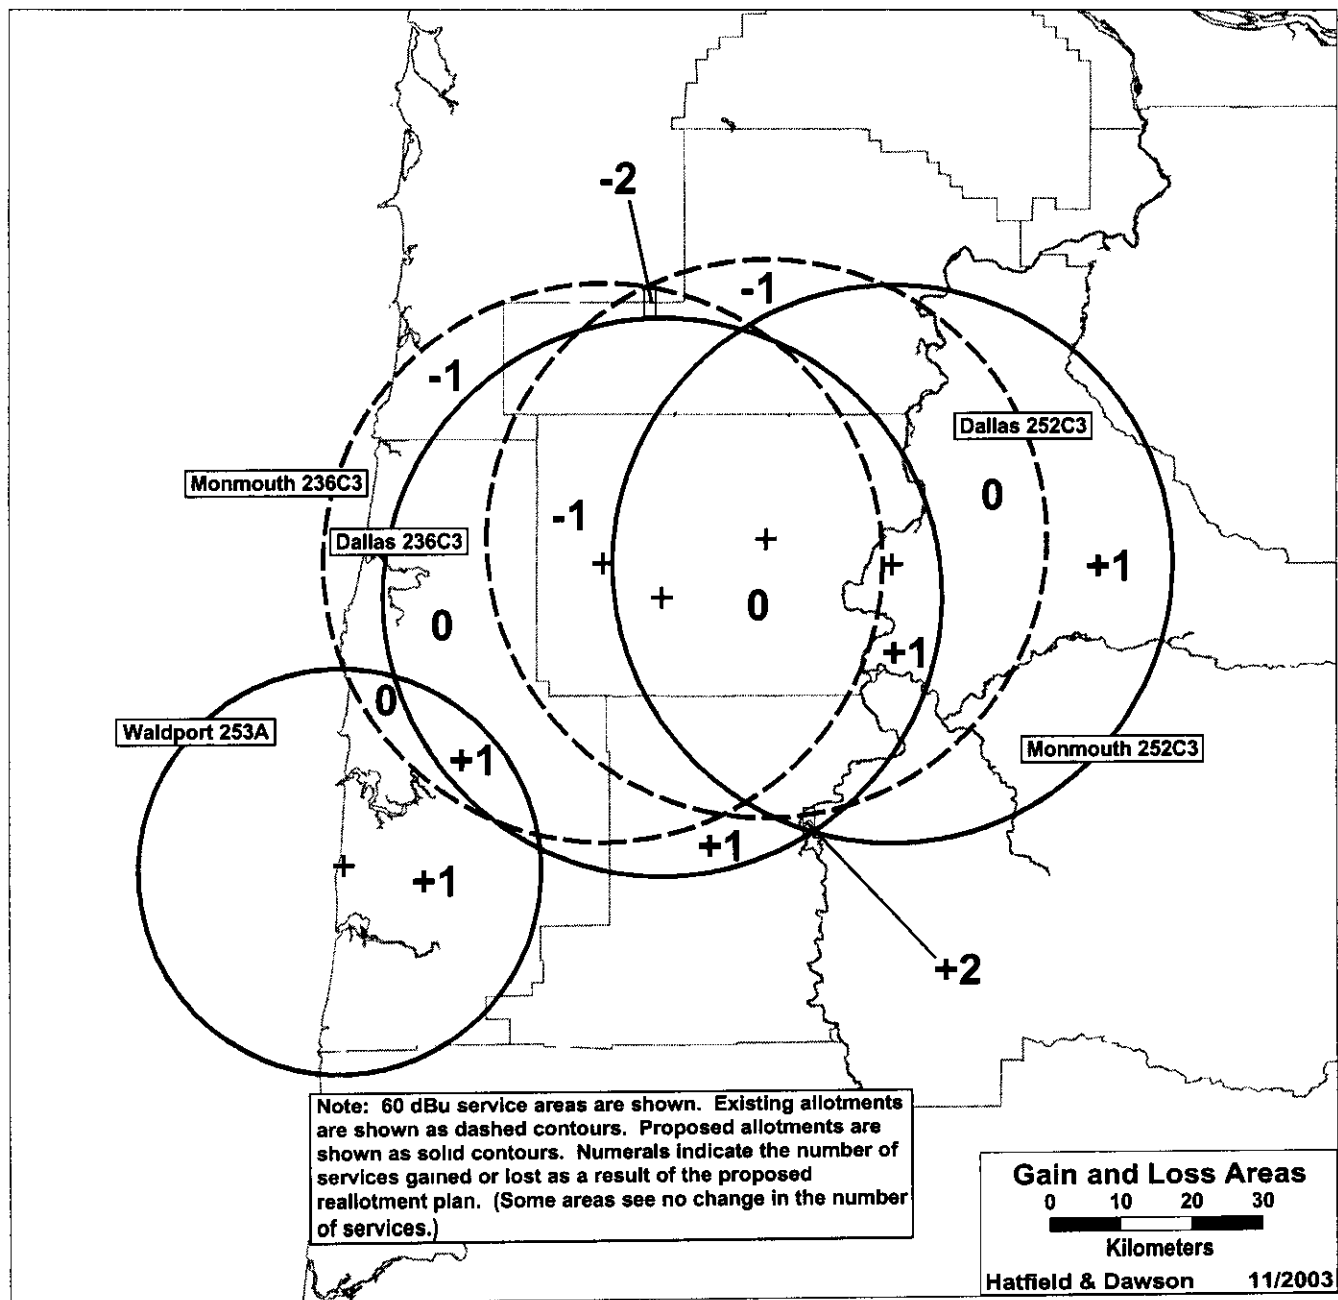 -2
-1
-1
Dallas 252C3
Monmouth 236C3
0
-1
Dallas 236C3
+1
0
0
+1
0
Waldport 253A
+1
Monmouth 252C3
+1
+1
+2
Note: 60 dBu service areas are shown. Existing allotments
are shown as dashed contours. Proposed allotments are
shown as solid contours. Numerals indicate the number of
services gained or lost as a result of the proposed
reallotment plan. (Some areas see no change in the number
of services.)
Gain and Loss Areas
0 10 20 30
Kilometers
Hatfield & Dawson 11/2003